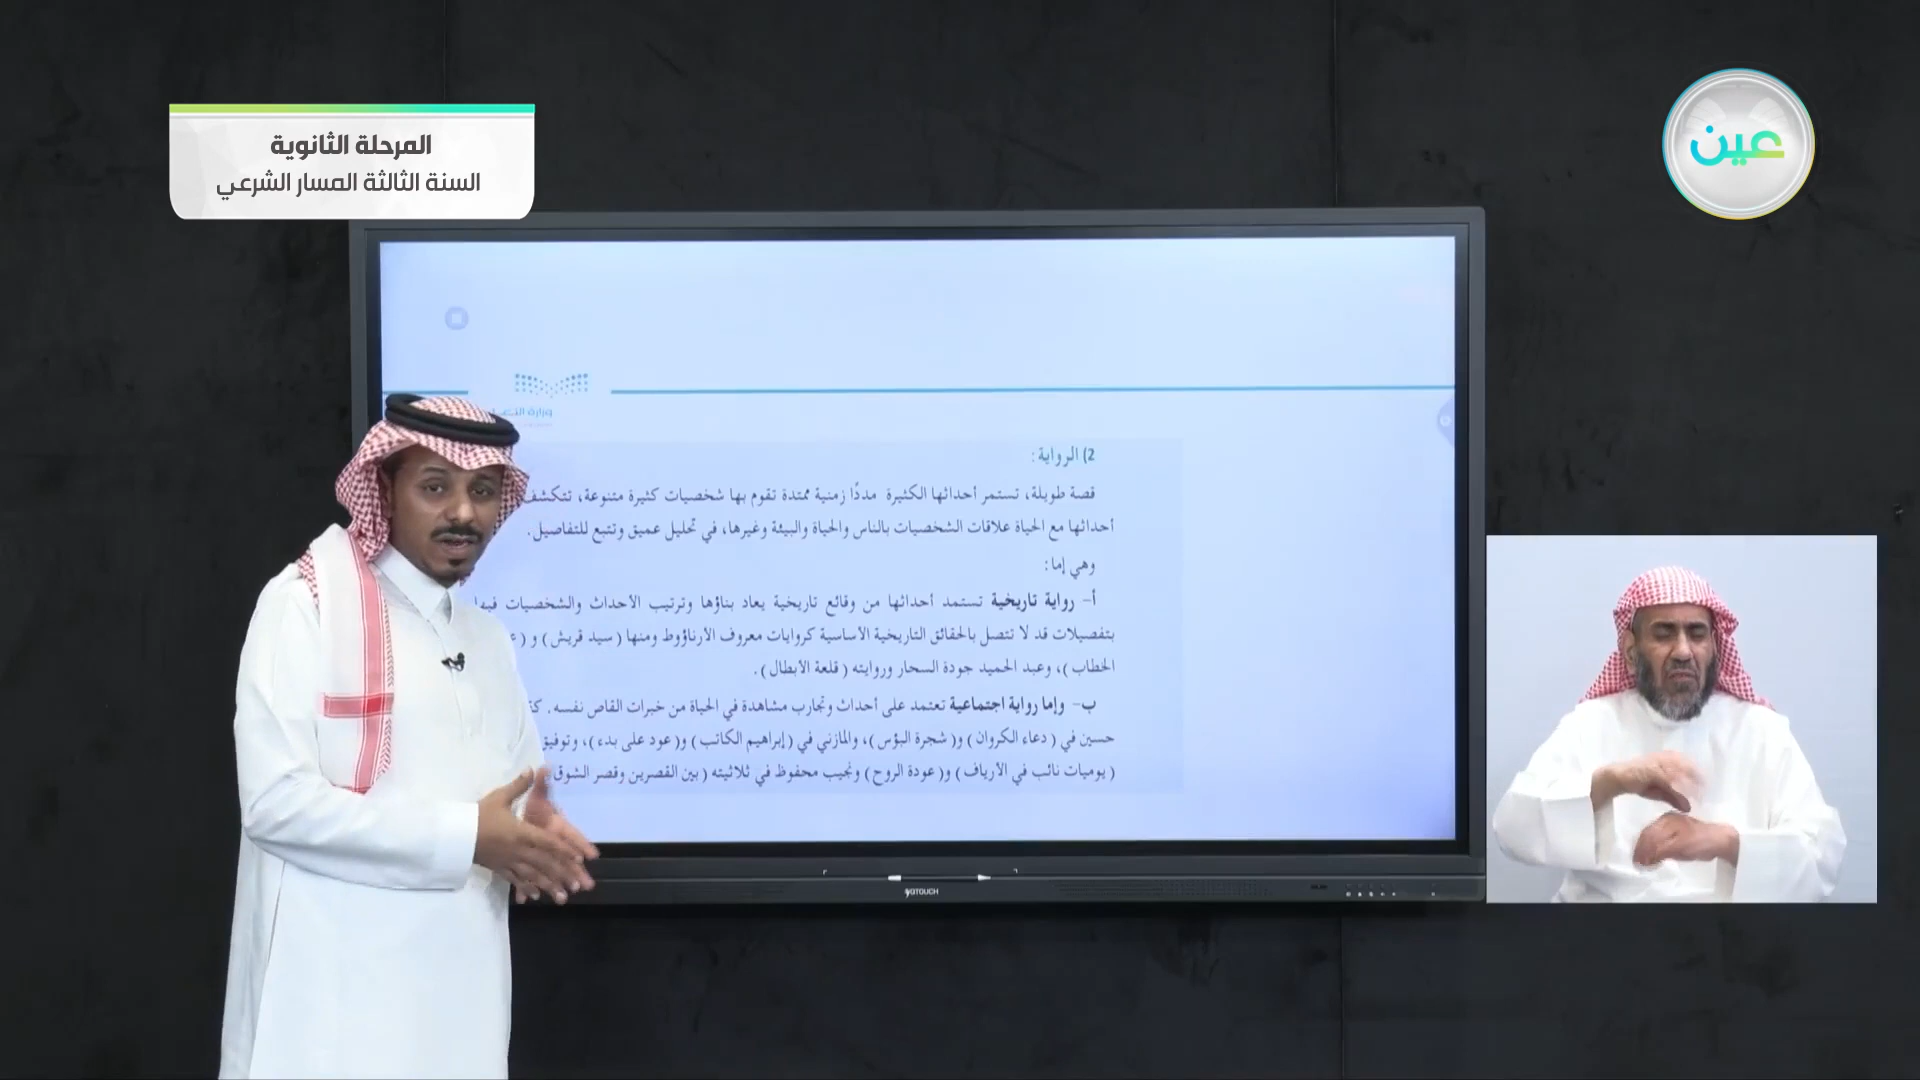 المرحلة الثانوية
السنة الثالثة المسار الشرعي
عين
وزارة التعـ
2) الرواية :
قصة طويلة، تستمر أحداثها الكثيرة مددًا زمنية ممتدة تقوم بها شخصيات كثيرة متنوعة، تتكشف
أحداثها مع الحياة علاقات الشخصيات بالناس والحياة والبيئة وغيرها، في تحليل عميق وتتبع للتفاصيل.
وهي إما :
أ- رواية تاريخية تستمد أحداثها من وقائع تاريخية يعاد بناؤها وترتيب الأحداث والشخصيات فيها
بتفصيلات قد لا تتصل بالحقائق التاريخية الأساسية كروايات معروف الأرناؤوط ومنها ( سيد قريش ) و (
الخطاب )، وعبد الحميد جودة السحار وروايته ( قلعة الأبطال ).
ب- وإما رواية اجتماعية تعتمد على أحداث وتجارب مشاهدة في الحياة من خبرات القاص نفسه.
حسين في ( دعاء الكروان ) و( شجرة البؤس )، والمازني في ( إبراهيم الكاتب ) و( عود على بدء )، وتوفيق
( يوميات نائب في الأرياف ) و( عودة الروح ) ونجيب محفوظ في ثلاثيته ( بين القصرين وقصر الشوق
IQTOUCH